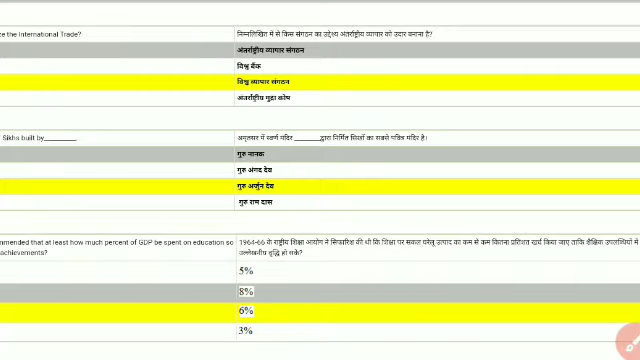 ze the International Trade?
निम्नलिखित में से किस संगठन का उद्देश्य अंतर्राष्ट्रीय व्यापार को उदार बनाना है?
अंतर्राष्ट्रीय व्यापार संगठन
विश्व बैंक
विश्व व्यापार संगठन
अंतर्राष्ट्रीय मुद्रा कोष
Sikhs built by_________.
अमृतसर में स्वर्ण मंदिर _________द्वारा निर्मित सिखों का सबसे पवित्र मंदिर है।
गुरु नानक
गुरु अंगद देव
गुरु अर्जुन देव
गुरु राम दास
mmended that at least how much percent of GDP be spent on education so
achievements?
1964-66 के राष्ट्रीय शिक्षा आयोग ने सिफारिश की थी कि शिक्षा पर सकल घरेलू उत्पाद का कम से कम कितना प्रतिशत खर्च किया जाए ताकि शैक्षिक उपलब्धियों में
उल्लेखनीय वृद्धि हो सके?
5%
8%
6%
3%